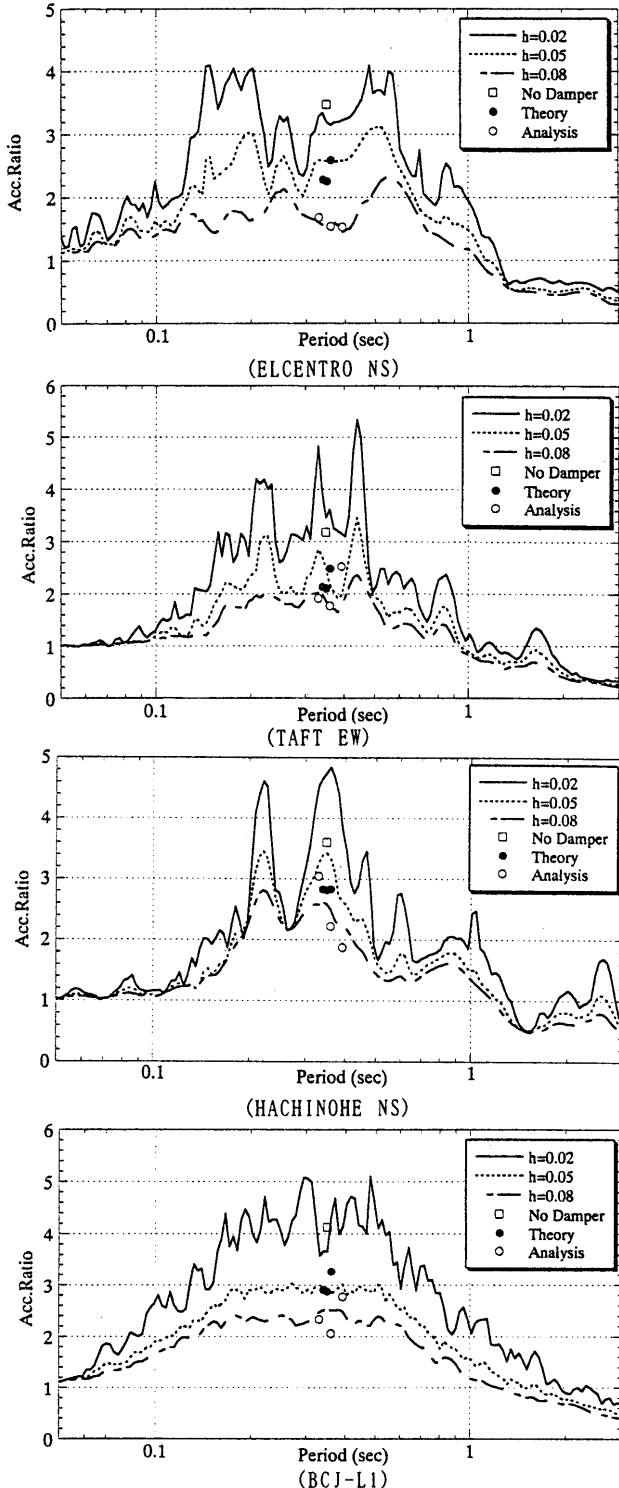 5
4
3
2
1
0
Acc.Ratio
h=0.02
h=0.05
h=0.08
No Damper
Theory
Analysis
0.1
Period (sec)
1
(ELCENTRO NS)
6
5
4
3
2
1
0
Acc.Ratio
h=0.02
h=0.05
h=0.08
No Damper
Theory
Analysis
0.1
Period (sec)
1
(TAFT EW)
5
4
3
2
1
0
Acc.Ratio
h=0.02
h=0.05
h=0.08
No Damper
Theory
Analysis
0.1
Period (sec)
1
(HACHINOHE NS)
6
5
4
3
2
1
0
Acc.Ratio
h=0.02
h=0.05
h=0.08
No Damper
Theory
Analysis
0.1
Period (sec)
1
(BCJ-L1)